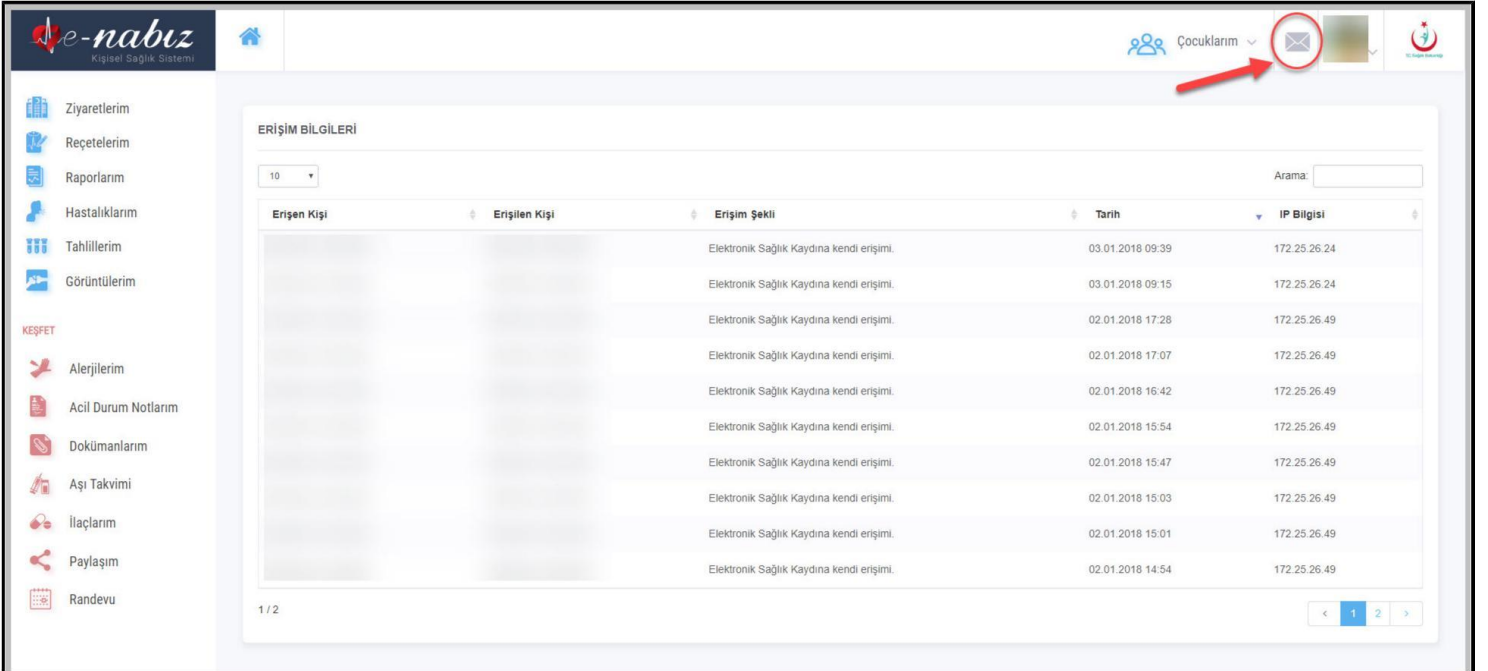 e-nabız
Kişisel Sağlık Sistemi
Çocuklarım
Ziyaretlerim
Reçetelerim
Raporlarım
Hastalıklarım
Tahlillerim
Görüntülerim
KEŞFET
Alerjilerim
Acil Durum Notlarım
Dokümanlarım
Aşı Takvimi
İlaçlarım
Paylaşım
Randevu
ERİŞİM BİLGİLERİ
10 Arama:
Erişen Kişi Erişilen Kişi Erişim Şekli Tarih IP Bilgisi
Elektronik Sağlık Kaydına kendi erişimi. 03.01.2018 09:39 172.25.26.24
Elektronik Sağlık Kaydına kendi erişimi. 03.01.2018 09:15 172.25.26.24
Elektronik Sağlık Kaydına kendi erişimi. 02.01.2018 17:28 172.25.26.49
Elektronik Sağlık Kaydına kendi erişimi. 02.01.2018 17:07 172.25.26.49
Elektronik Sağlık Kaydına kendi erişimi. 02.01.2018 16:42 172.25.26.49
Elektronik Sağlık Kaydına kendi erişimi. 02.01.2018 15:54 172.25.26.49
Elektronik Sağlık Kaydına kendi erişimi. 02.01.2018 15:47 172.25.26.49
Elektronik Sağlık Kaydına kendi erişimi. 02.01.2018 15:03 172.25.26.49
Elektronik Sağlık Kaydına kendi erişimi. 02.01.2018 15:01 172.25.26.49
Elektronik Sağlık Kaydına kendi erişimi. 02.01.2018 14:54 172.25.26.49
1 / 2 < 1 2 >